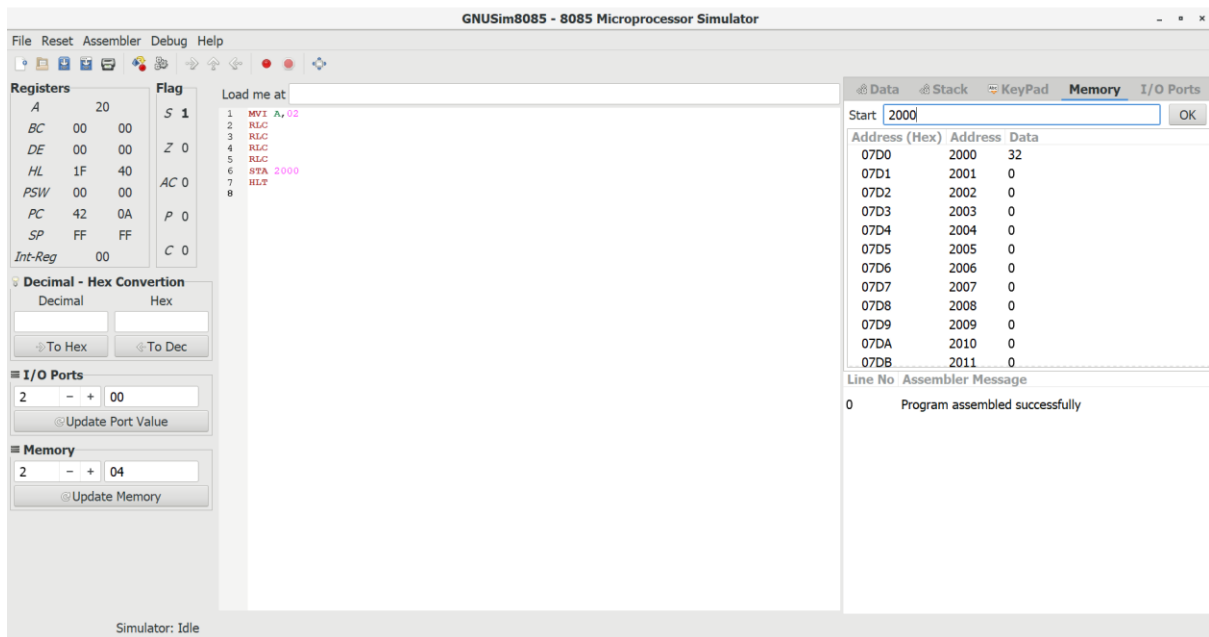 GNUSim8085 - 8085 Microprocessor Simulator
File Reset Assembler Debug Help
Registers
A 20
BC 00 00
DE 00 00
HL 1F 40
PSW 00 00
PC 42 0A
SP FF FF
Int-Reg 00
Flag
S 1
Z 0
AC 0
P 0
C 0
Decimal - Hex Convertion
Decimal Hex
To Hex To Dec
I/O Ports
2 - + 00
Update Port Value
Memory
2 - + 04
Update Memory
Load me at
1 MVI A,02
2 RLC
3 RLC
4 RLC
5 RLC
6 STA 2000
7 HLT
8
Data Stack KeyPad Memory I/O Ports
Start 2000 OK
Address (Hex) Address Data
07D0 2000 32
07D1 2001 0
07D2 2002 0
07D3 2003 0
07D4 2004 0
07D5 2005 0
07D6 2006 0
07D7 2007 0
07D8 2008 0
07D9 2009 0
07DA 2010 0
07DB 2011 0
Line No Assembler Message
0 Program assembled successfully
Simulator: Idle